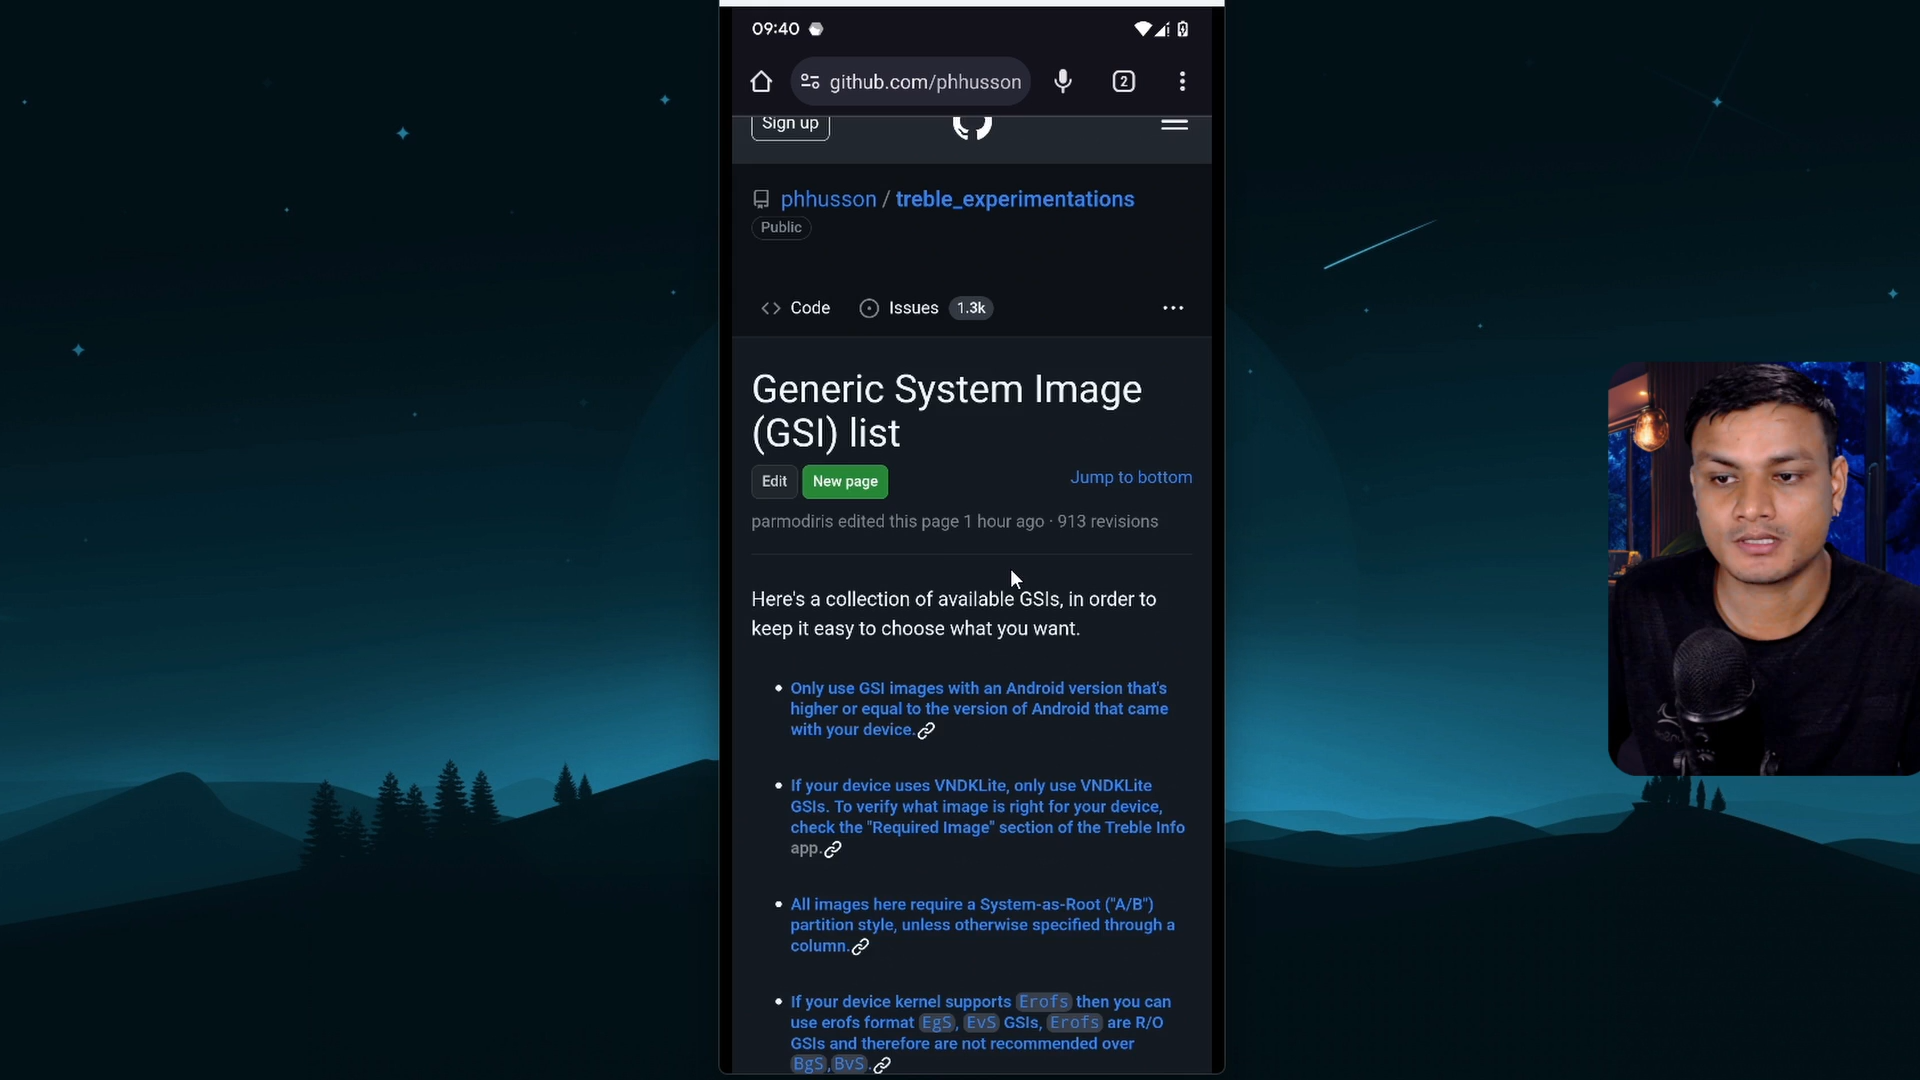 09:40
github.com/phhusson
2
Sign up
phhusson / treble_experimentations
Public
Code
Issues 1.3k
Generic System Image
(GSI) list
Edit
New page
Jump to bottom
parmodiris edited this page 1 hour ago · 913 revisions
Here's a collection of available GSIs, in order to
keep it easy to choose what you want.
• Only use GSI images with an Android version that's
higher or equal to the version of Android that came
with your device.
• If your device uses VNDKLite, only use VNDKLite
GSIs. To verify what image is right for your device,
check the "Required Image" section of the Treble Info
app.
• All images here require a System-as-Root ("A/B")
partition style, unless otherwise specified through a
column.
• If your device kernel supports Erofs then you can
use erofs format EgS, EvS GSIs, Erofs are R/O
GSIs and therefore are not recommended over
BgS,BvS.